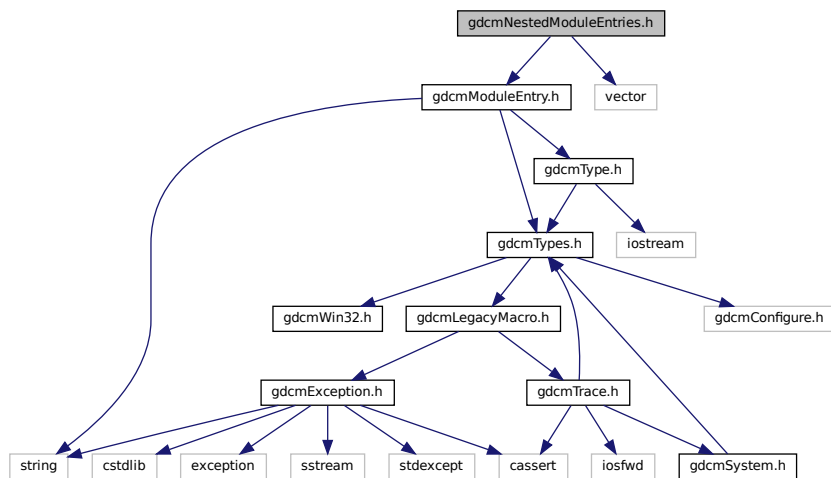 gdcmNestedModuleEntries.h
gdcmModuleEntry.h
vector
gdcmType.h
gdcmTypes.h
iostream
gdcmWin32.h
gdcmLegacyMacro.h
gdcmConfigure.h
gdcmException.h
gdcmTrace.h
string
cstdlib
exception
sstream
stdexcept
cassert
iosfwd
gdcmSystem.h